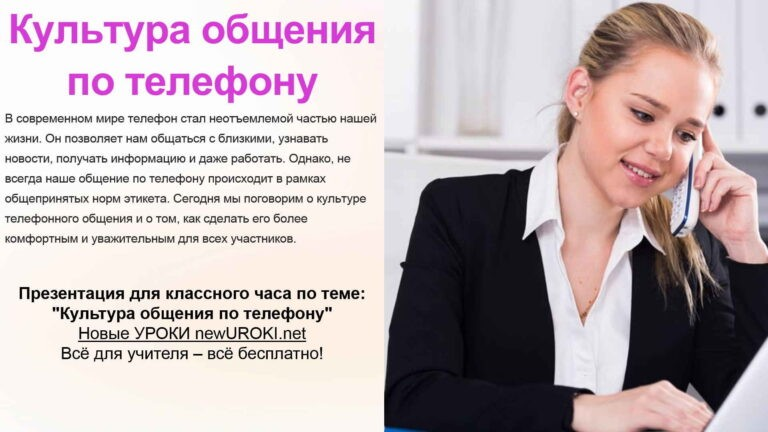 Культура общения
по телефону
В современном мире телефон стал неотъемлемой частью нашей
жизни. Он позволяет нам общаться с близкими, узнавать
новости, получать информацию и даже работать. Однако, не
всегда наше общение по телефону происходит в рамках
общепринятых норм этикета. Сегодня мы поговорим о культуре
телефонного общения и о том, как сделать его более
комфортным и уважительным для всех участников.
Презентация для классного часа по теме:
"Культура общения по телефону"
Новые УРОКИ newUROKI.net
Всё для учителя – всё бесплатно!